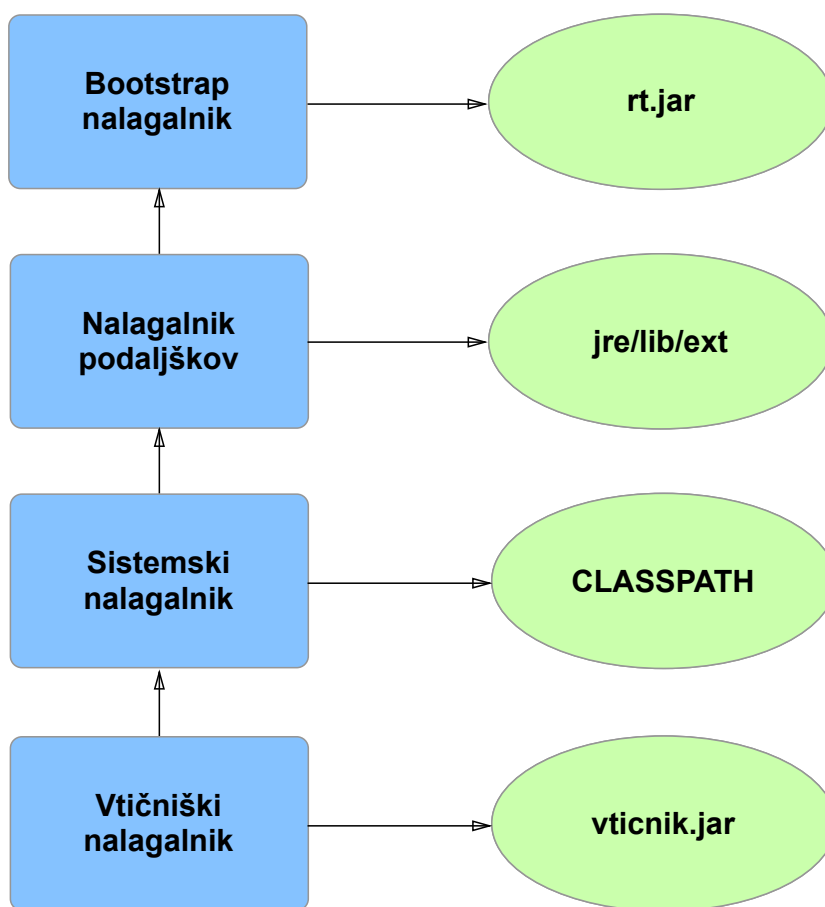 Bootstrap
nalagalnik
rt.jar
Nalagalnik
podaljškov
jre/lib/ext
Sistemski
nalagalnik
CLASSPATH
Vtičniški
nalagalnik
vticnik.jar